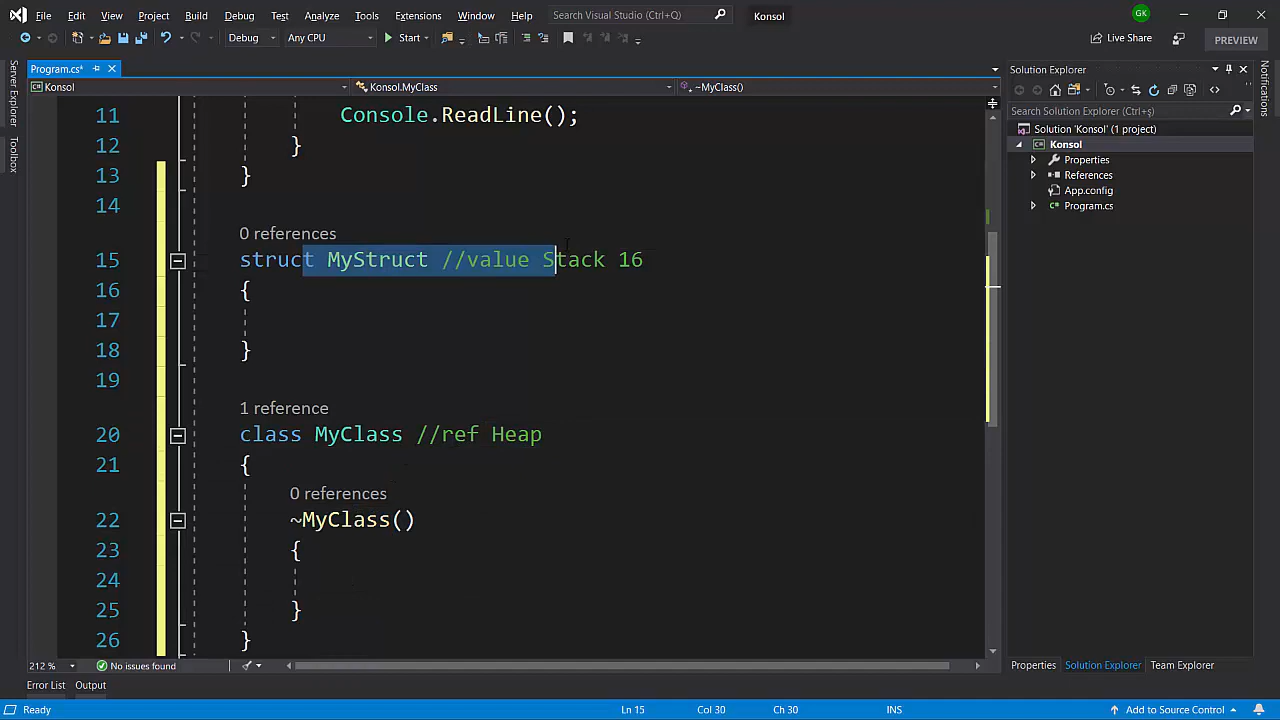 File Edit View Project Build Debug Test Analyze Tools Extensions Window Help Search Visual Studio (Ctrl+Q) Konsol GK
Debug Any CPU Start Live Share PREVIEW
Server Explorer
Toolbox
Program.cs*
Konsol Konsol.MyClass ~MyClass()
11 Console.ReadLine();
12 }
13 }
14
0 references
15 struct MyStruct //value Stack 16
16 {
17
18 }
19
1 reference
20 class MyClass //ref Heap
21 {
0 references
22 ~MyClass()
23 {
24
25 }
26 }
212 % No issues found
Error List Output
Solution Explorer
Search Solution Explorer (Ctrl+ş)
Solution 'Konsol' (1 project)
Konsol
Properties
References
App.config
Program.cs
Properties Solution Explorer Team Explorer
Notifications
Ready Ln 15 Col 30 Ch 30 INS Add to Source Control